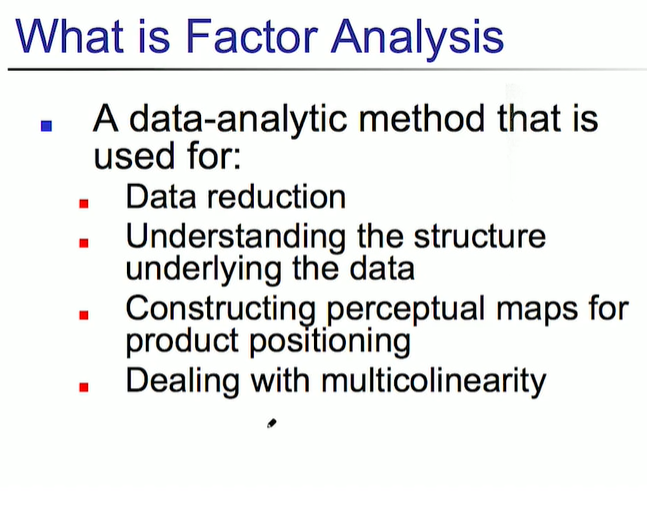 What is Factor Analysis
A data-analytic method that is
used for:
Data reduction
Understanding the structure
underlying the data
Constructing perceptual maps for
product positioning
Dealing with multicolinearity